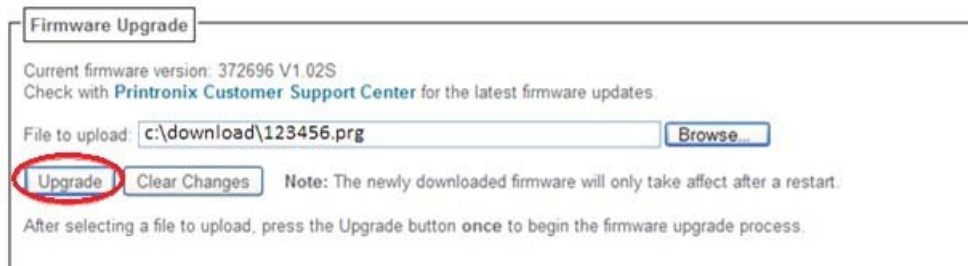 Firmware Upgrade
Current firmware version: 372696 V1.02S
Check with Printronix Customer Support Center for the latest firmware updates.
File to upload: c:\download\123456.prg Browse...
Upgrade Clear Changes Note: The newly downloaded firmware will only take affect after a restart.
After selecting a file to upload, press the Upgrade button once to begin the firmware upgrade process.